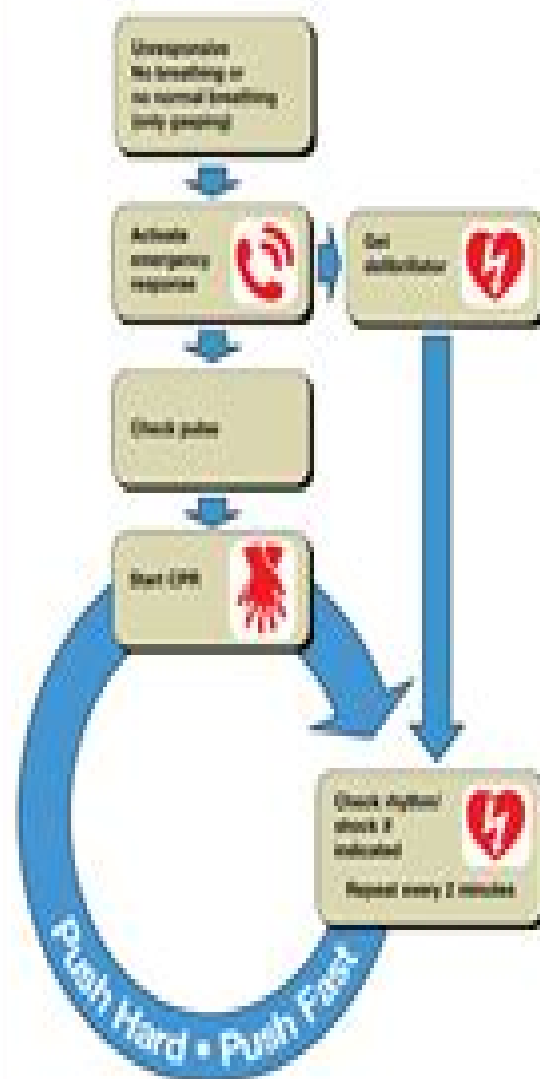 Unresponsive
No breathing or
no normal breathing
(only gasping)
Activate
emergency
response
Get
defibrillator
Check pulse
Start CPR
Check rhythm/
shock if
indicated
Repeat every 2 minutes
Push Hard • Push Fast